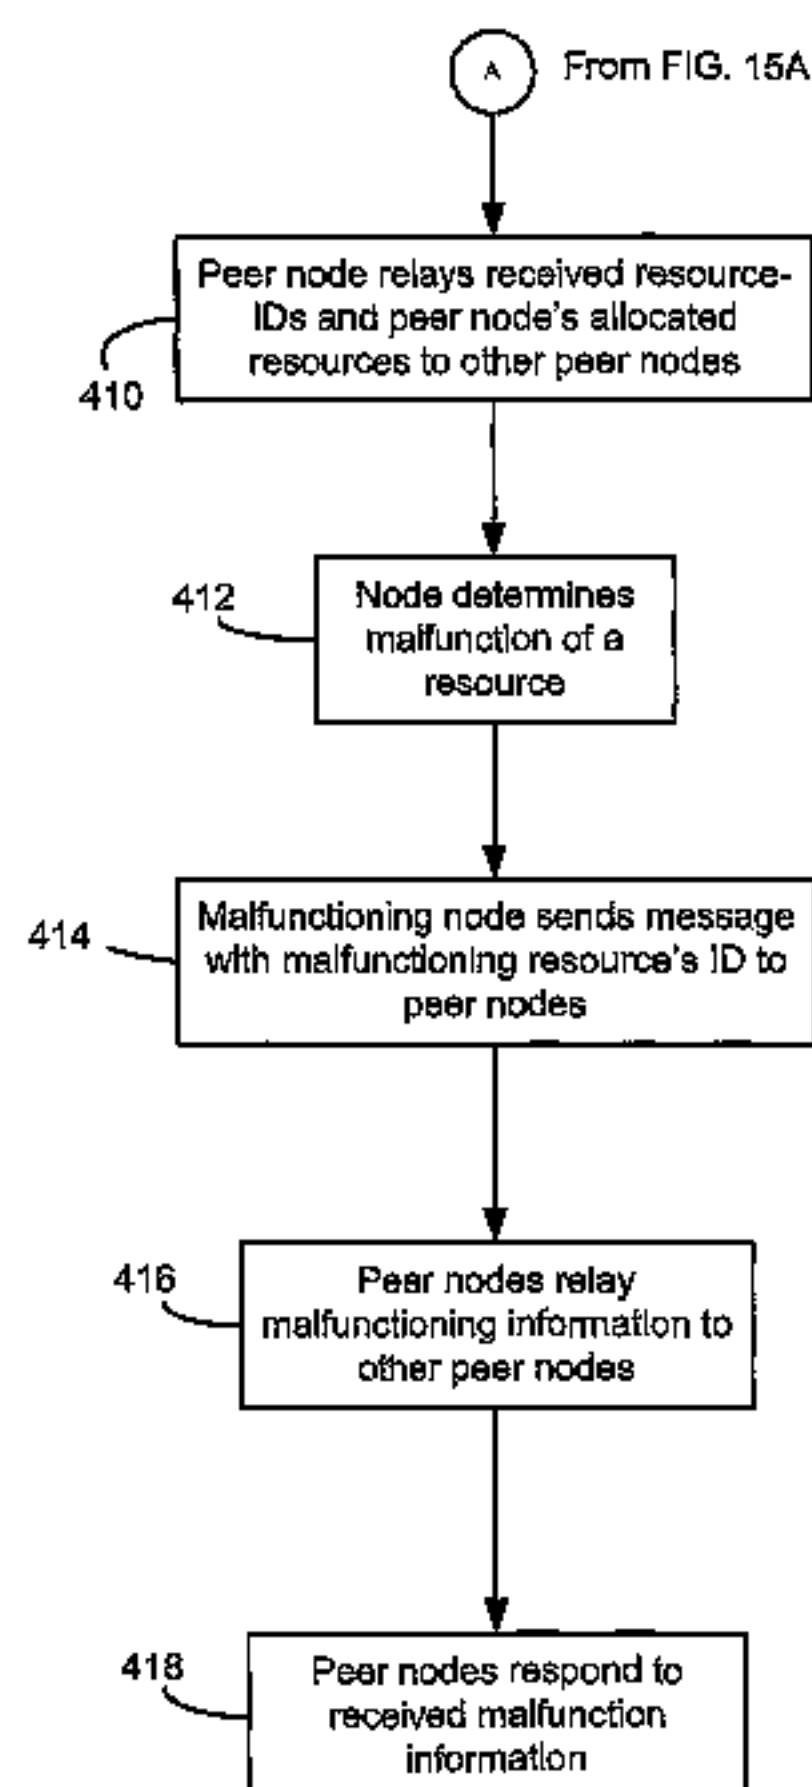 A From FIG. 15A
Peer node relays received resource-
IDs and peer node's allocated
resources to other peer nodes
410
412
Node determines
malfunction of a
resource
414
Malfunctioning node sends message
with malfunctioning resource's ID to
peer nodes
416
Peer nodes relay
malfunctioning information to
other peer nodes
418
Peer nodes respond to
received malfunction
information